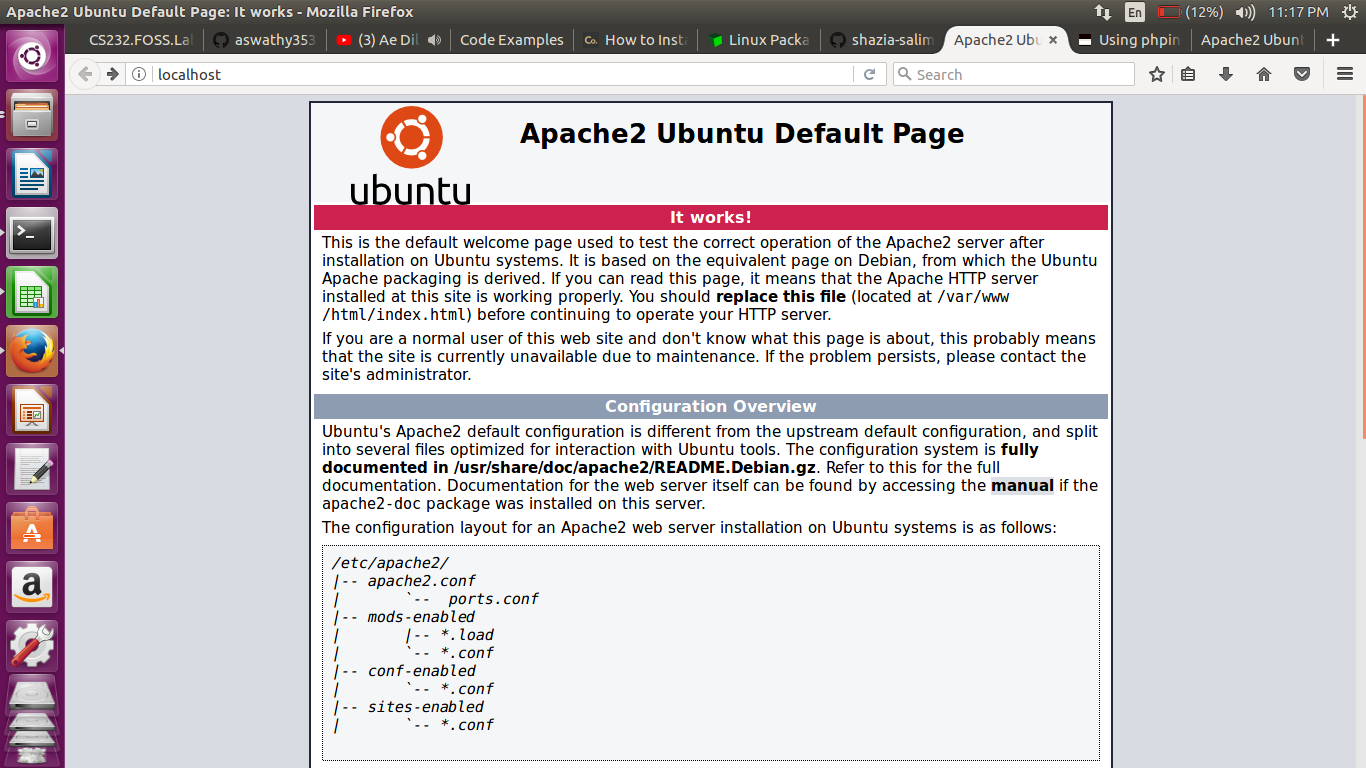 Apache2 Ubuntu Default Page: It works - Mozilla Firefox
En (12%) 11:17 PM
CS232.FOSS.La
aswathy353
(3) Ae Dil
Code Examples
Co. How to Inst
Linux Packa
shazia-salim
Apache2 Ubu
Using phpin
Apache2 Ubunt
localhost
Search
ubuntu
Apache2 Ubuntu Default Page
It works!
This is the default welcome page used to test the correct operation of the Apache2 server after
installation on Ubuntu systems. It is based on the equivalent page on Debian, from which the Ubuntu
Apache packaging is derived. If you can read this page, it means that the Apache HTTP server
installed at this site is working properly. You should replace this file (located at /var/www
/html/index.html) before continuing to operate your HTTP server.
If you are a normal user of this web site and don't know what this page is about, this probably means
that the site is currently unavailable due to maintenance. If the problem persists, please contact the
site's administrator.
Configuration Overview
Ubuntu's Apache2 default configuration is different from the upstream default configuration, and split
into several files optimized for interaction with Ubuntu tools. The configuration system is fully
documented in /usr/share/doc/apache2/README.Debian.gz. Refer to this for the full
documentation. Documentation for the web server itself can be found by accessing the manual if the
apache2-doc package was installed on this server.
The configuration layout for an Apache2 web server installation on Ubuntu systems is as follows:
/etc/apache2/
|-- apache2.conf
|       `--  ports.conf
|-- mods-enabled
|       |-- *.load
|       `-- *.conf
|-- conf-enabled
|       `-- *.conf
|-- sites-enabled
|       `-- *.conf